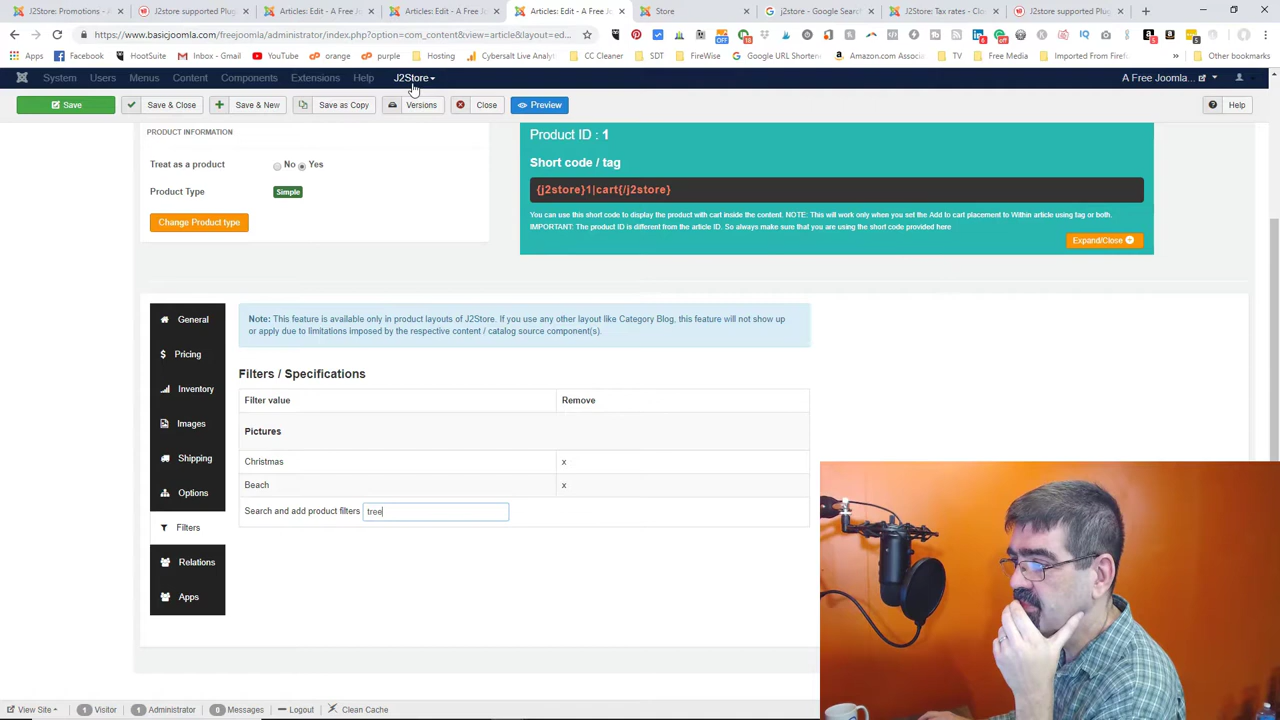 J2Store: Promotions - A
J2store supported Plug
Articles: Edit - A Free Jo
Articles: Edit - A Free Jo
Articles: Edit - A Free Jo
Store
j2store - Google Search
J2Store: Tax rates - Clo
J2store supported Plug
https://www.basicjoomla.com/freejoomla/administrator/index.php?option=com_content&view=article&layout=ed...
Apps Facebook HootSuite Inbox - Gmail YouTube orange purple Hosting Cybersalt Live Analytics CC Cleaner SDT FireWise Google URL Shortene Amazon.com Associat TV Free Media Imported From Firefo Other bookmarks
System Users Menus Content Components Extensions Help J2Store A Free Joomla...
Save Save & Close Save & New Save as Copy Versions Close Preview Help
PRODUCT INFORMATION
Treat as a product No Yes
Product Type Simple
Change Product type
Product ID : 1
Short code / tag
{j2store}1|cart{/j2store}
You can use this short code to display the product with cart inside the content. NOTE: This will work only when you set the Add to cart placement to Within article using tag or both.
IMPORTANT: The product ID is different from the article ID. So always make sure that you are using the short code provided here
Expand/Close
General
Pricing
Inventory
Images
Shipping
Options
Filters
Relations
Apps
Note: This feature is available only in product layouts of J2Store. If you use any other layout like Category Blog, this feature will not show up
or apply due to limitations imposed by the respective content / catalog source component(s).
Filters / Specifications
Filter value Remove
Pictures
Christmas x
Beach x
Search and add product filters tree
View Site 1 Visitor 1 Administrator 0 Messages Logout Clean Cache